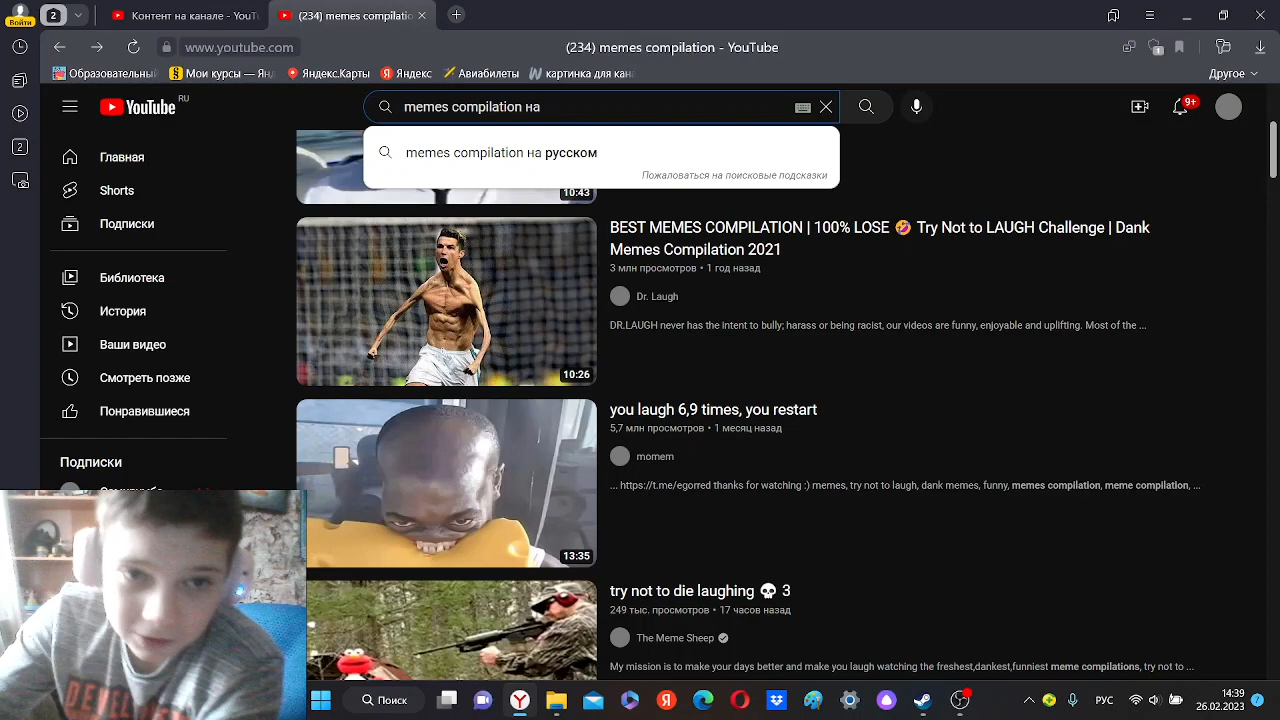 Войти
2
Контент на канале - YouT
(234) memes compilatio
www.youtube.com
(234) memes compilation - YouTube
1
Образовательный
Мои курсы — Янд
Яндекс.Карты
Яндекс
Авиабилеты
картинка для кана
Другое
YouTube RU
memes compilation на
9+
memes compilation на русском
Пожаловаться на поисковые подсказки
2
Главная
Shorts
Подписки
Библиотека
История
Ваши видео
Смотреть позже
Понравившиеся
Подписки
10:43
BEST MEMES COMPILATION | 100% LOSE 🤣 Try Not to LAUGH Challenge | Dank
Memes Compilation 2021
3 млн просмотров • 1 год назад
Dr. Laugh
DR.LAUGH never has the intent to bully; harass or being racist, our videos are funny, enjoyable and uplifting. Most of the ...
10:26
you laugh 6,9 times, you restart
5,7 млн просмотров • 1 месяц назад
momem
... https://t.me/egorred thanks for watching :) memes, try not to laugh, dank memes, funny, memes compilation, meme compilation, ...
13:35
try not to die laughing 💀 3
249 тыс. просмотров • 17 часов назад
The Meme Sheep
My mission is to make your days better and make you laugh watching the freshest,dankest,funniest meme compilations, try not to ...
Поиск
РУС
14:39
26.02.2023
7